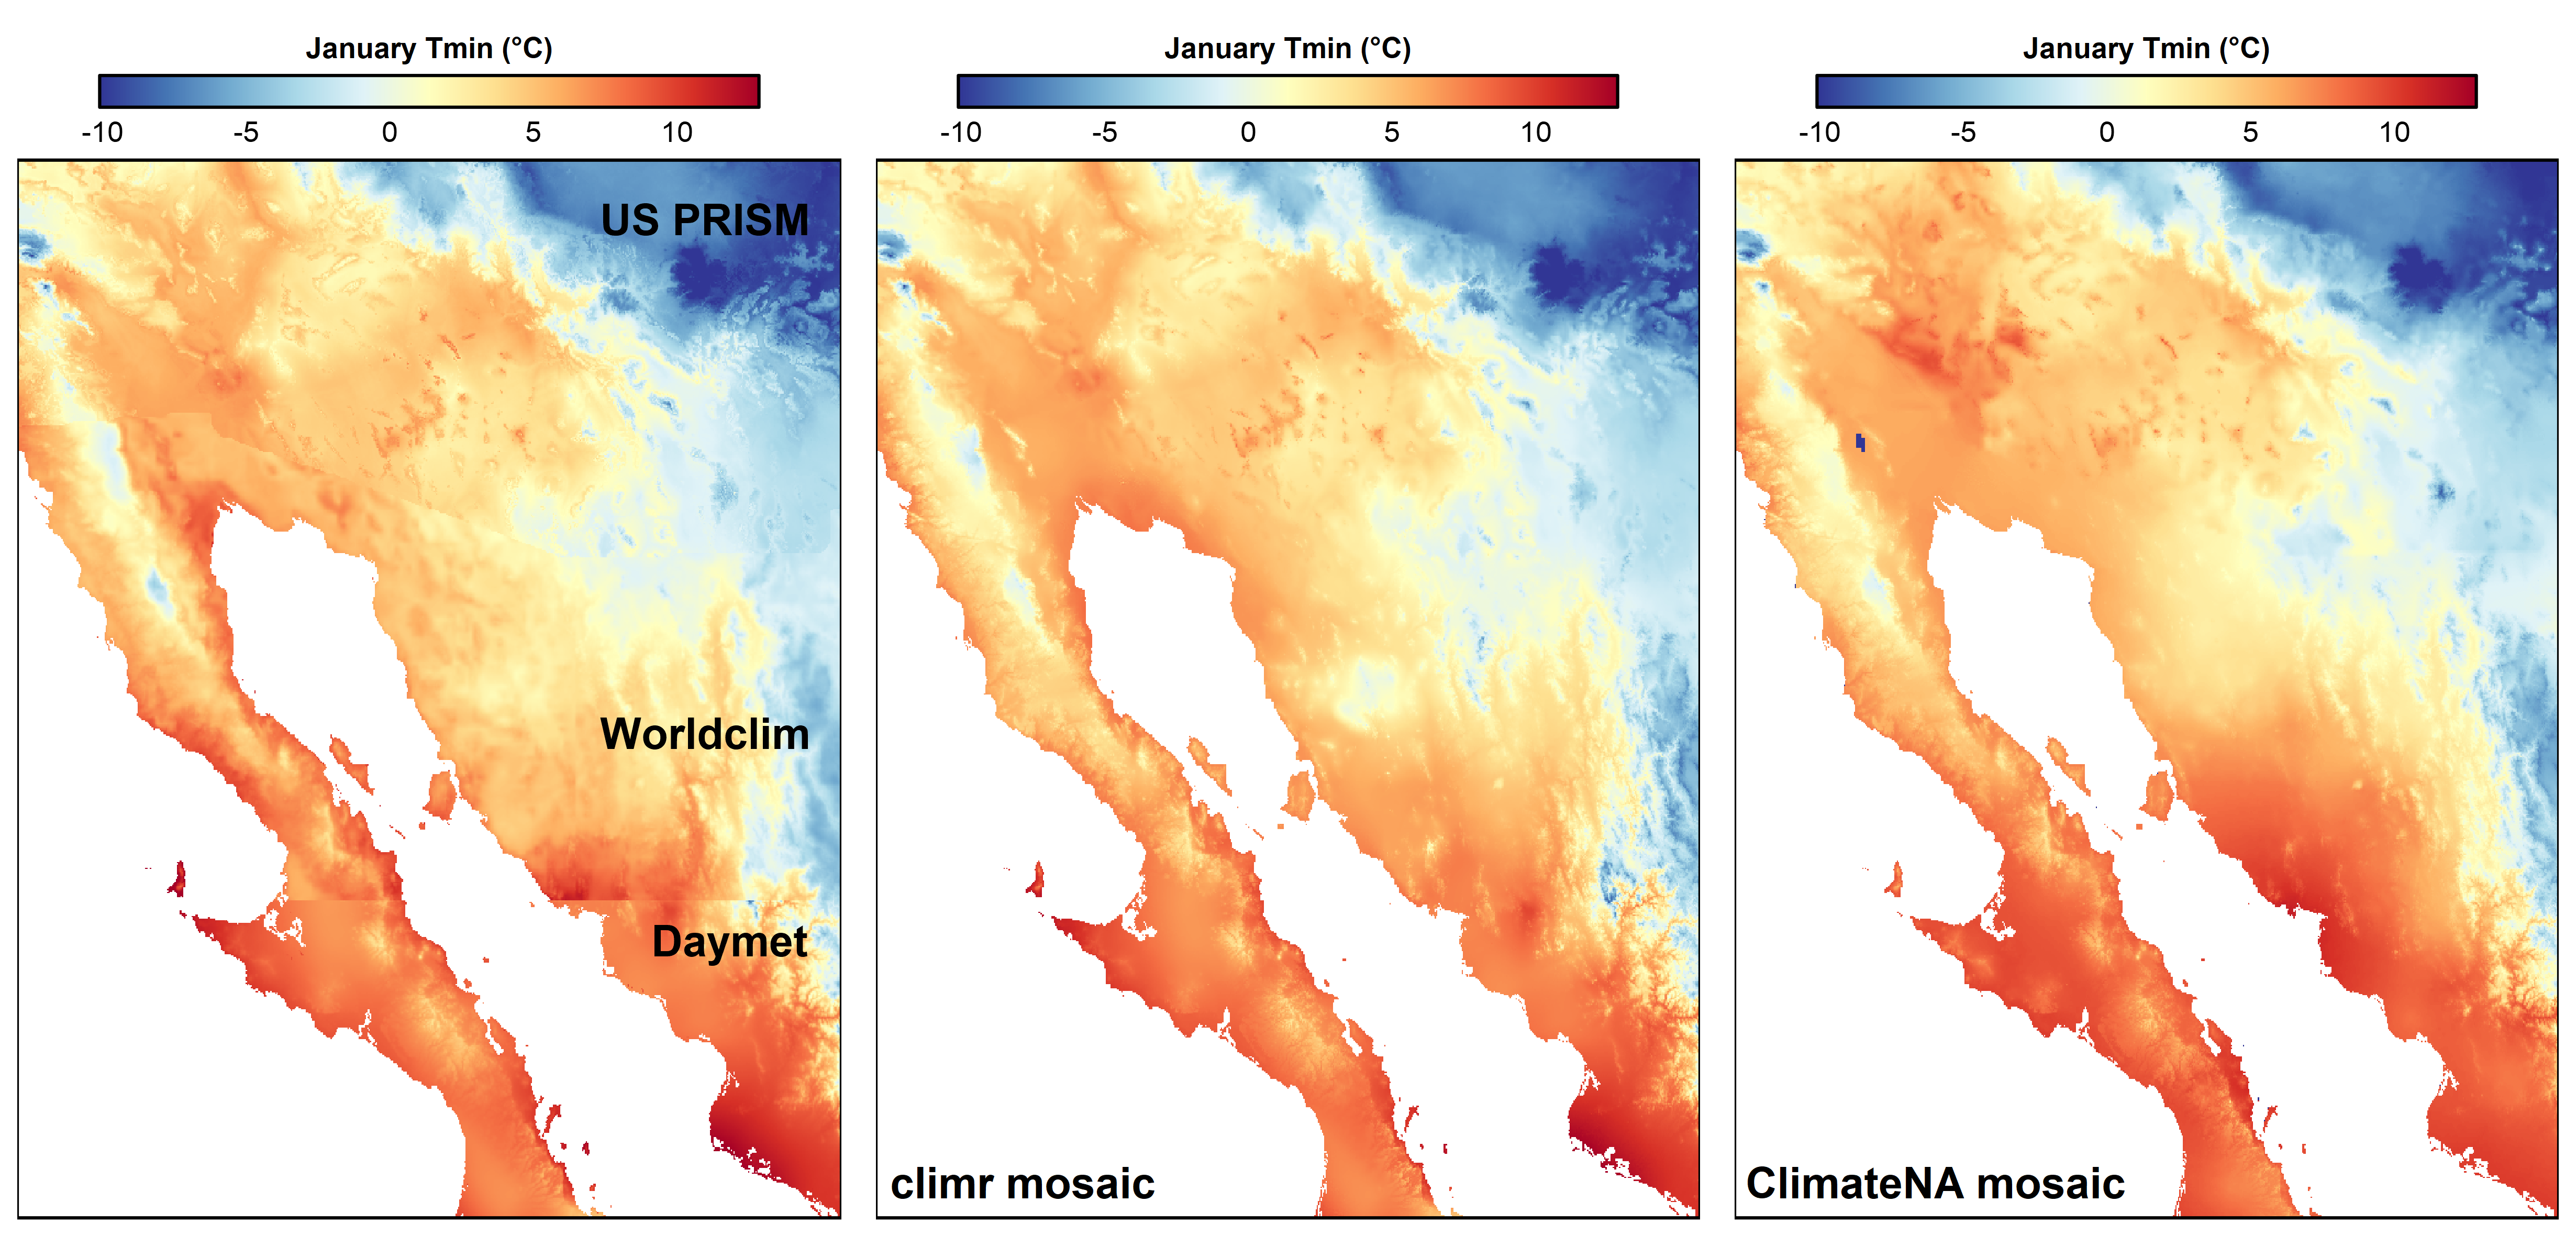 January Tmin (°C)
-10 -5 0 5 10
US PRISM
Worldclim
Daymet
January Tmin (°C)
-10 -5 0 5 10
climr mosaic
January Tmin (°C)
-10 -5 0 5 10
ClimateNA mosaic